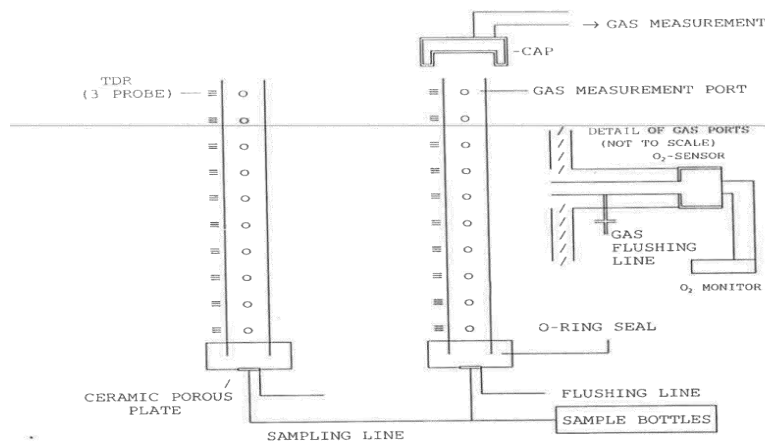 → GAS MEASUREMENT
CAP
TDR
(3 PROBE)
GAS MEASUREMENT PORT
DETAIL OF GAS PORTS
(NOT TO SCALE)
O₂-SENSOR
GAS
FLUSHING
LINE
O₂ MONITOR
O-RING SEAL
CERAMIC POROUS
PLATE
FLUSHING LINE
SAMPLE BOTTLES
SAMPLING LINE